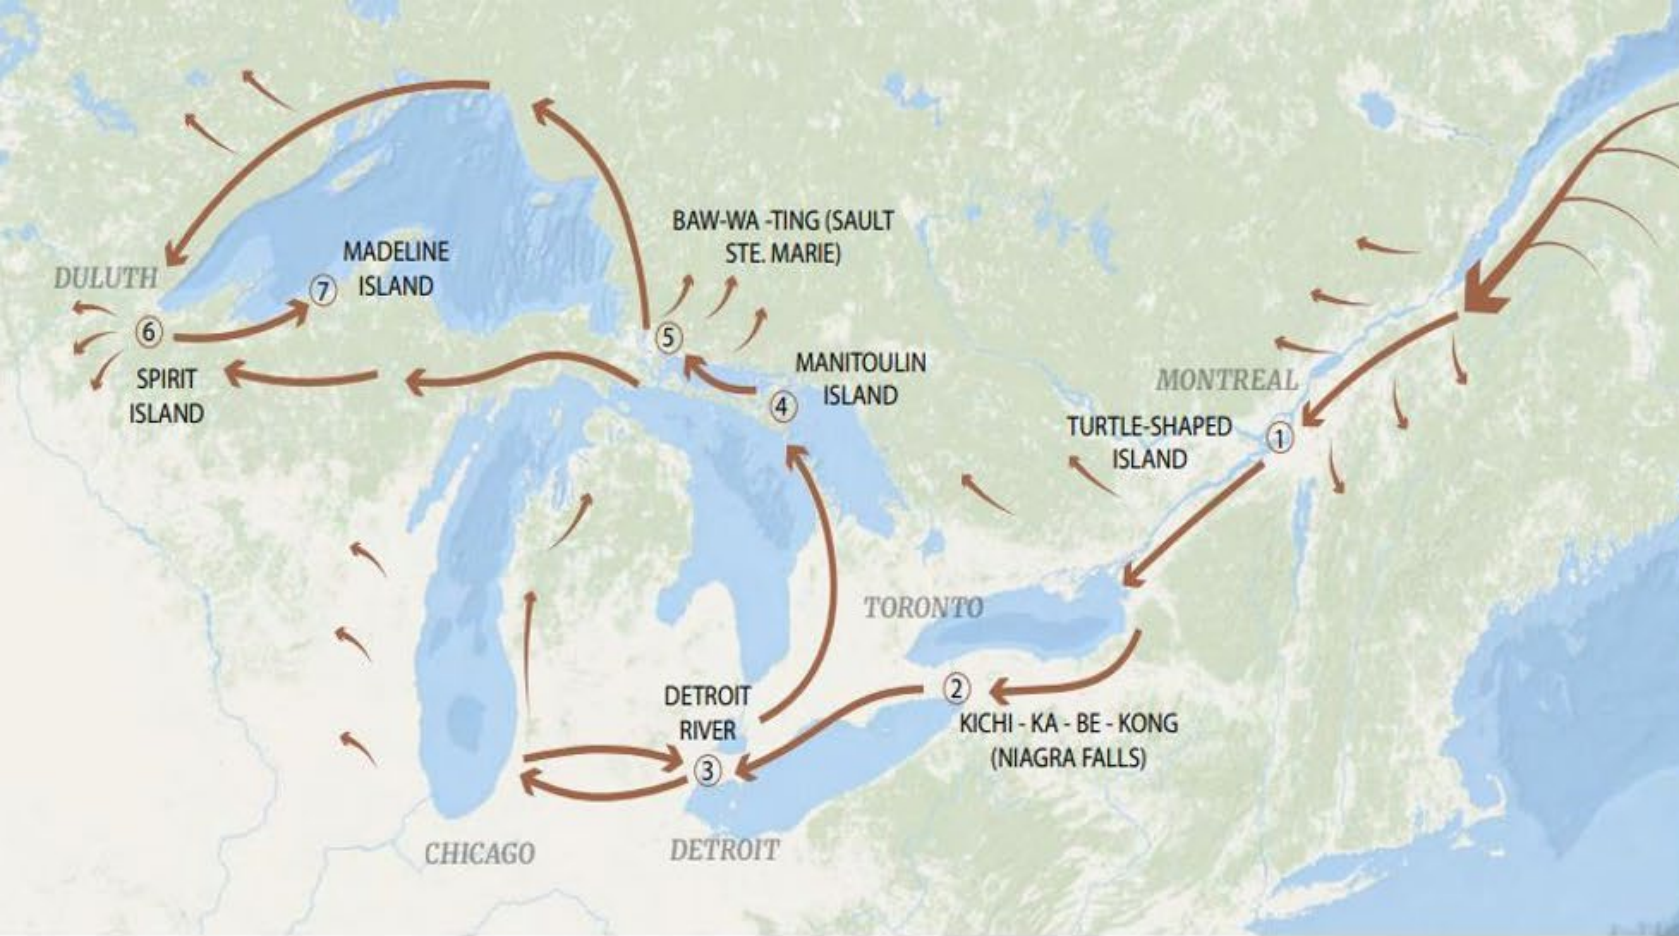 BAW-WA -TING (SAULT
STE. MARIE)
MADELINE
ISLAND
DULUTH
7
6
5
SPIRIT
ISLAND
MANITOULIN
ISLAND
4
MONTREAL
TURTLE-SHAPED
ISLAND
1
TORONTO
DETROIT
RIVER
2
KICHI - KA - BE - KONG
(NIAGRA FALLS)
3
CHICAGO
DETROIT